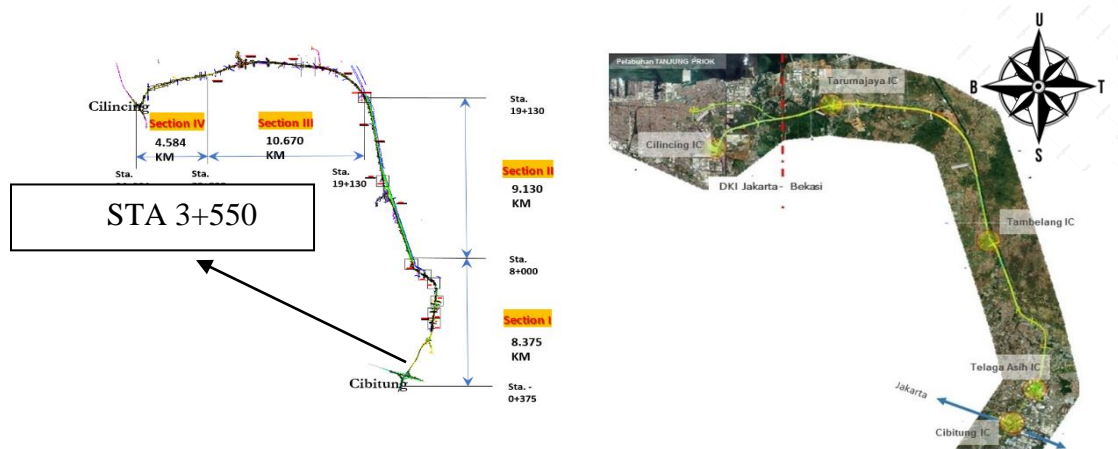 Cilincing
Section IV
4.584
KM
Section III
10.670
KM
Sta.
19+130
Sta.
Sta.
19+130
Section II
9.130
KM
STA 3+550
Sta.
8+000
Section I
8.375
KM
Cibitung
Sta. -
0+375
Pelabuhan TANJUNG PRIOK
U
B
T
S
Tarumajaya IC
Cilincing IC
DKI Jakarta - Bekasi
Tambelang IC
Telaga Asih IC
Jakarta
Cibitung IC